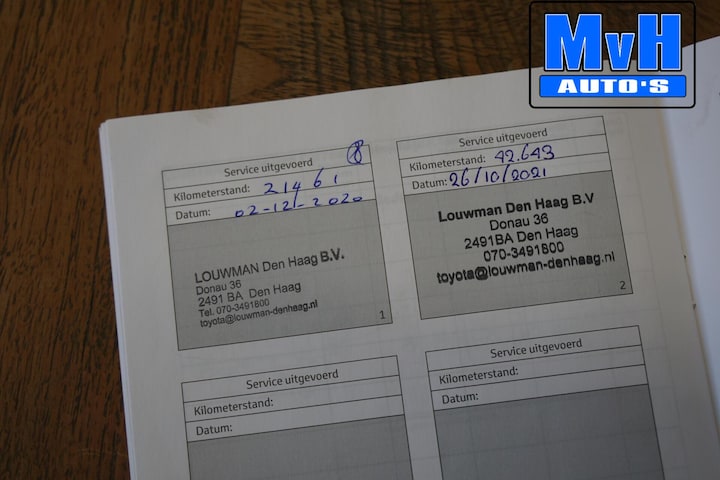 MvH
AUTO'S
Service uitgevoerd 8
Kilometerstand: 21461
Datum: 02-12-2020
LOUWMAN Den Haag B.V.
Donau 36
2491 BA Den Haag
Tel. 070-3491800
toyota@louwman-denhaag.nl
1
Service uitgevoerd
Kilometerstand: 42.643
Datum: 26/10/2021
Louwman Den Haag B.V
Donau 36
2491BA Den Haag
070-3491800
toyota@louwman-denhaag.nl
2
Service uitgevoerd
Kilometerstand:
Datum:
Service uitgevoerd
Kilometerstand:
Datum: